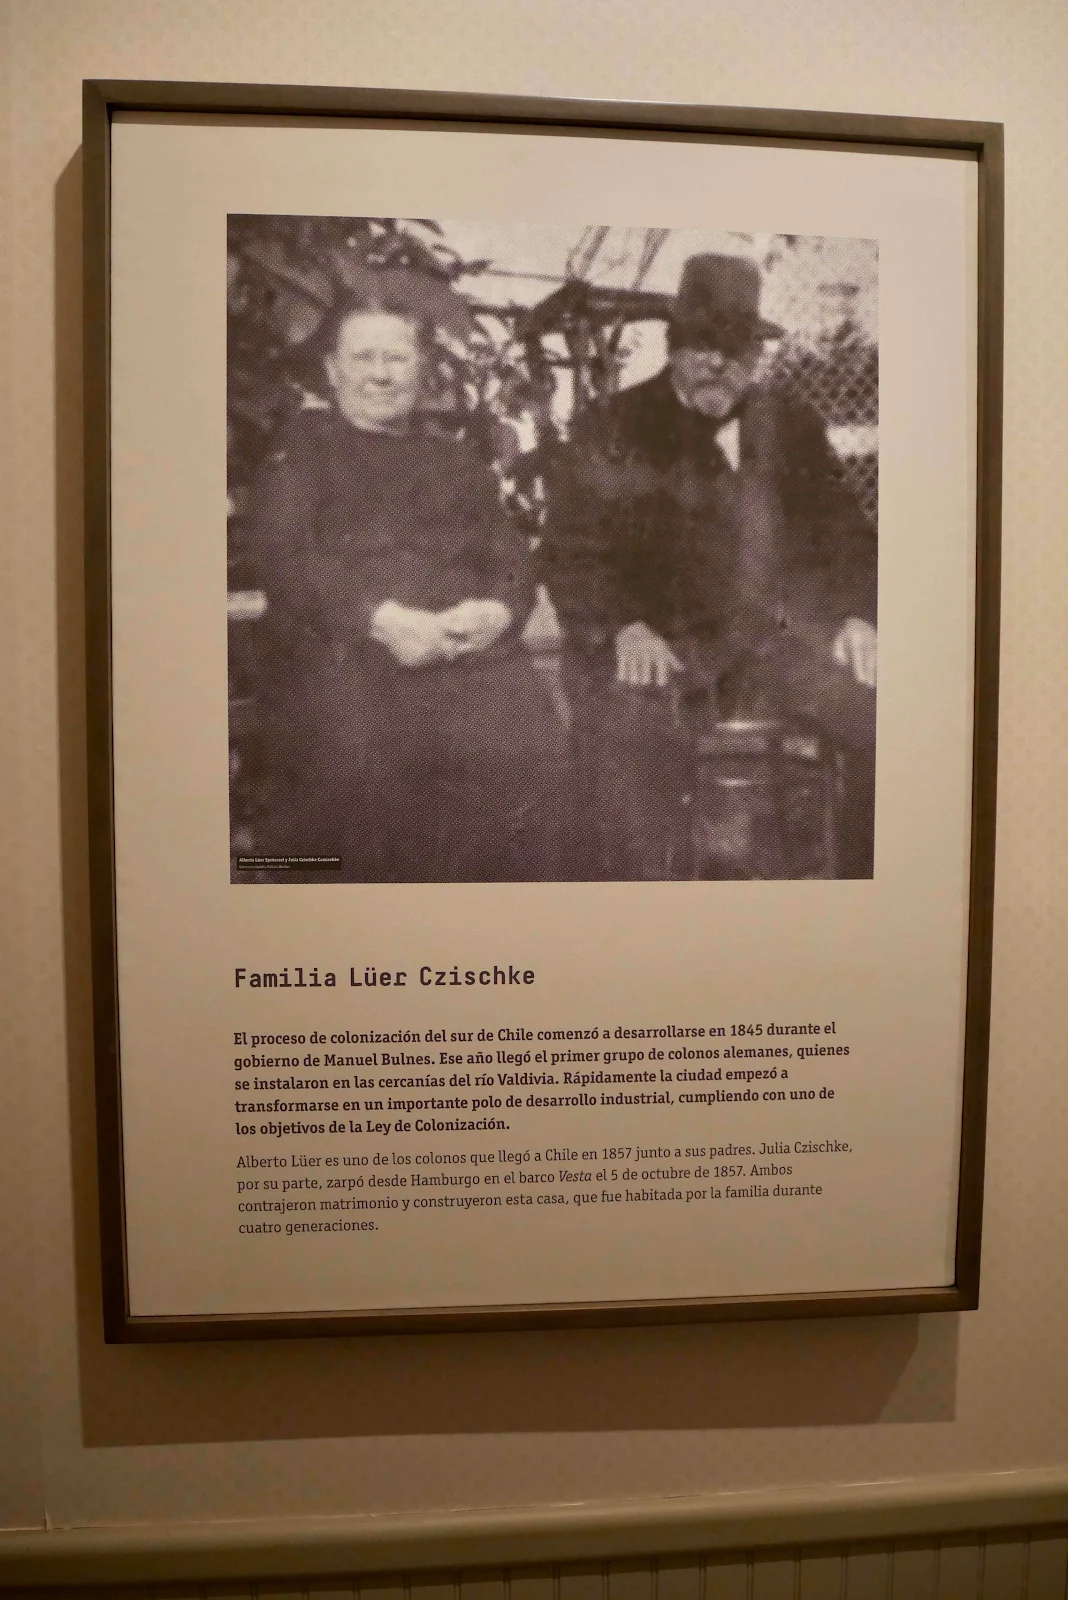 Alberto Lüer
y Julia Czischke
Familia Lüer Czischke
El proceso de colonización del sur de Chile comenzó a desarrollarse en 1845 durante el
gobierno de Manuel Bulnes. Ese año llegó el primer grupo de colonos alemanes, quienes
se instalaron en las cercanías del río Valdivia. Rápidamente la ciudad empezó a
transformarse en un importante polo de desarrollo industrial, cumpliendo con uno de
los objetivos de la Ley de Colonización.
Alberto Lüer es uno de los colonos que llegó a Chile en 1857 junto a sus padres. Julia Czischke,
por su parte, zarpó desde Hamburgo en el barco Vesta el 5 de octubre de 1857. Ambos
contrajeron matrimonio y construyeron esta casa, que fue habitada por la familia durante
cuatro generaciones.